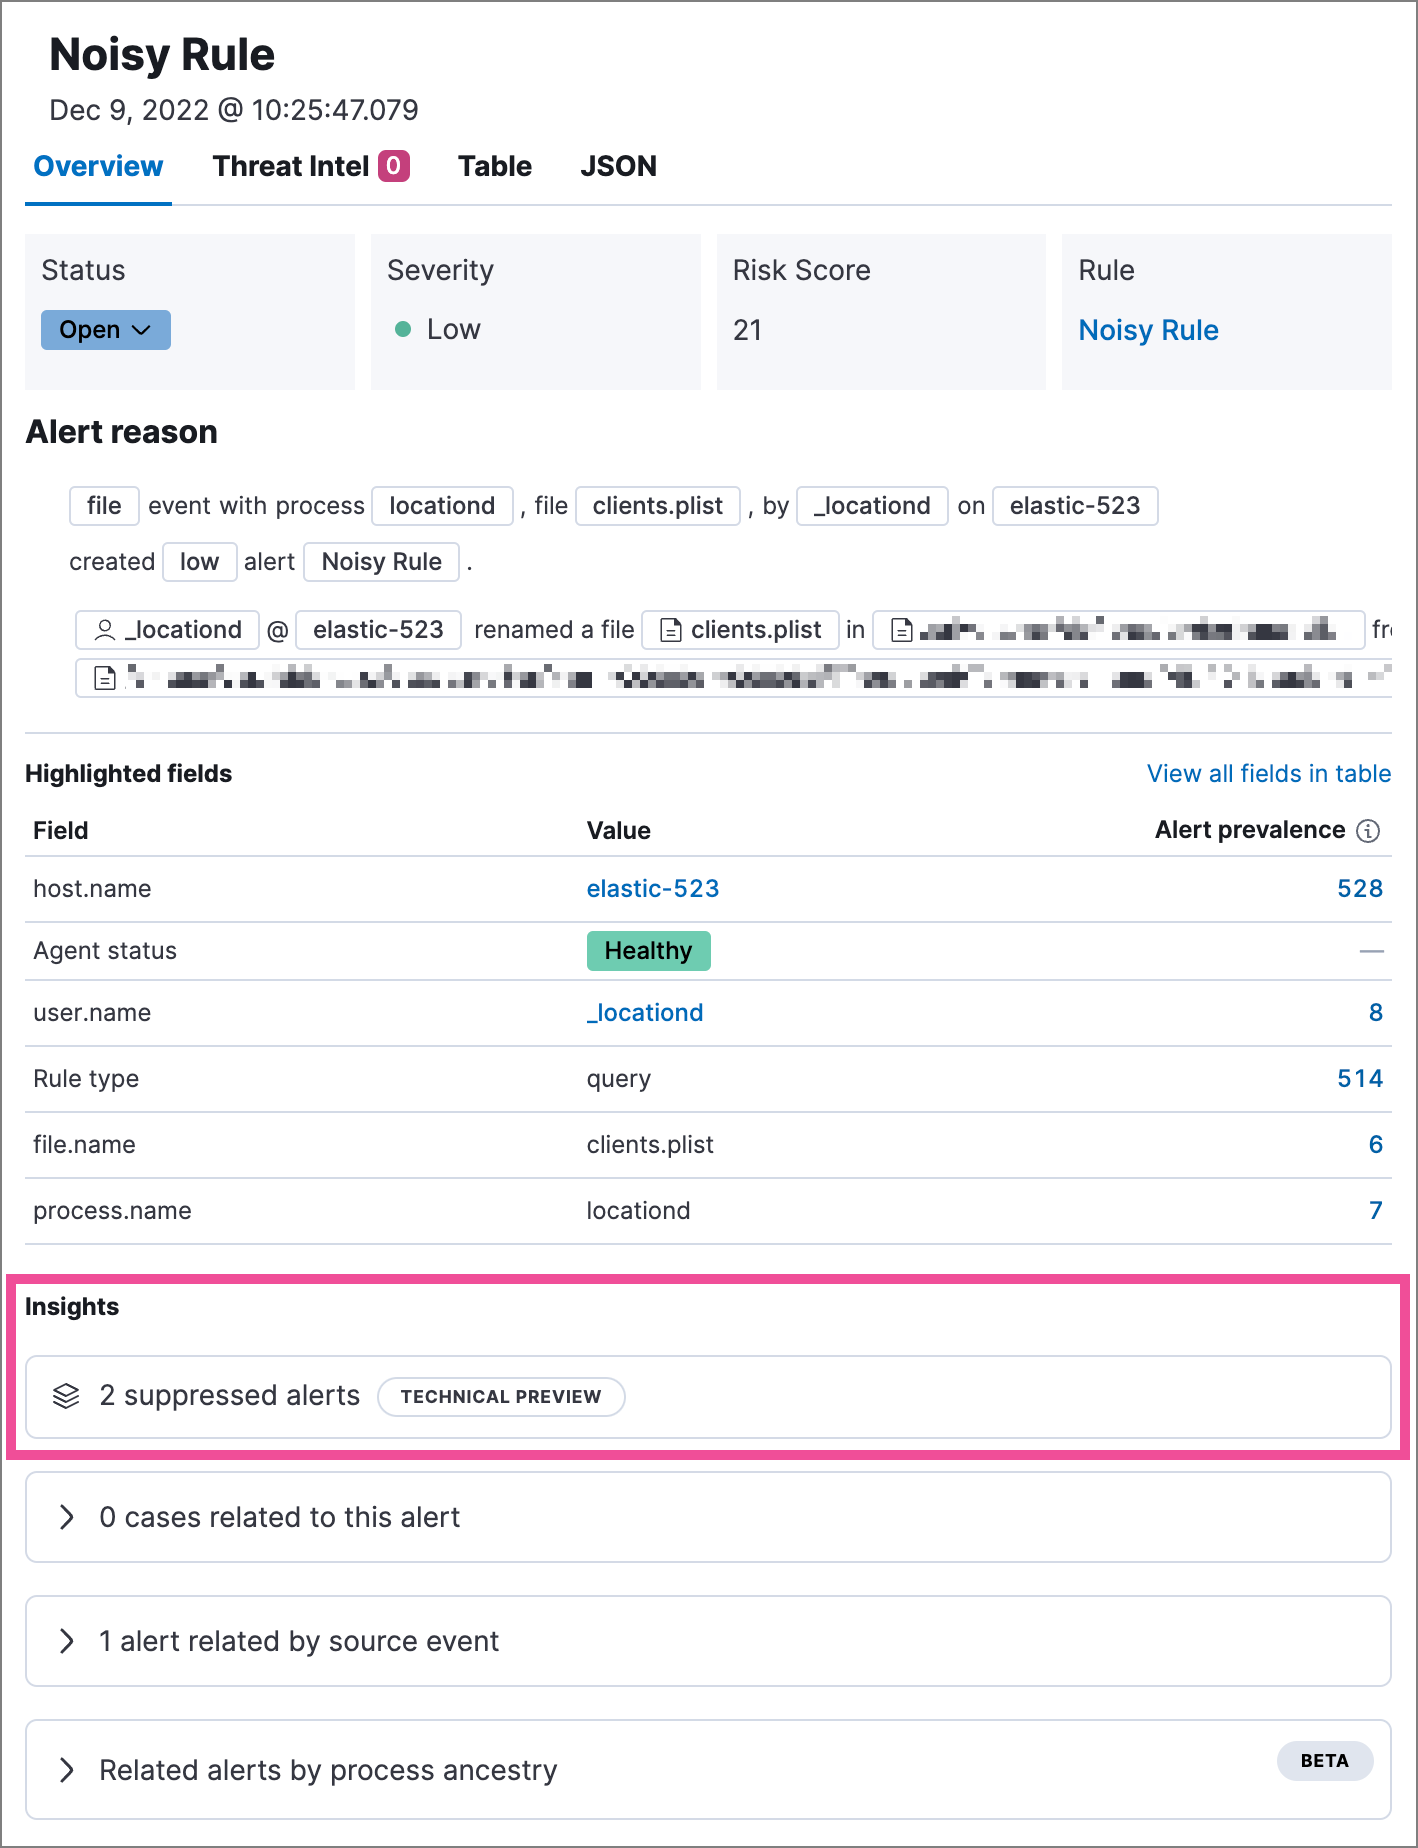 Noisy Rule
Dec 9, 2022 @ 10:25:47.079
Overview Threat Intel 0 Table JSON
Status Severity Risk Score Rule
Open Low 21 Noisy Rule
Alert reason
file event with process locationd , file clients.plist , by _locationd on elastic-523
created low alert Noisy Rule .
_locationd @ elastic-523 renamed a file clients.plist in
Highlighted fields View all fields in table
Field Value Alert prevalence
host.name elastic-523 528
Agent status Healthy —
user.name _locationd 8
Rule type query 514
file.name clients.plist 6
process.name locationd 7
Insights
2 suppressed alerts TECHNICAL PREVIEW
0 cases related to this alert
1 alert related by source event
Related alerts by process ancestry BETA